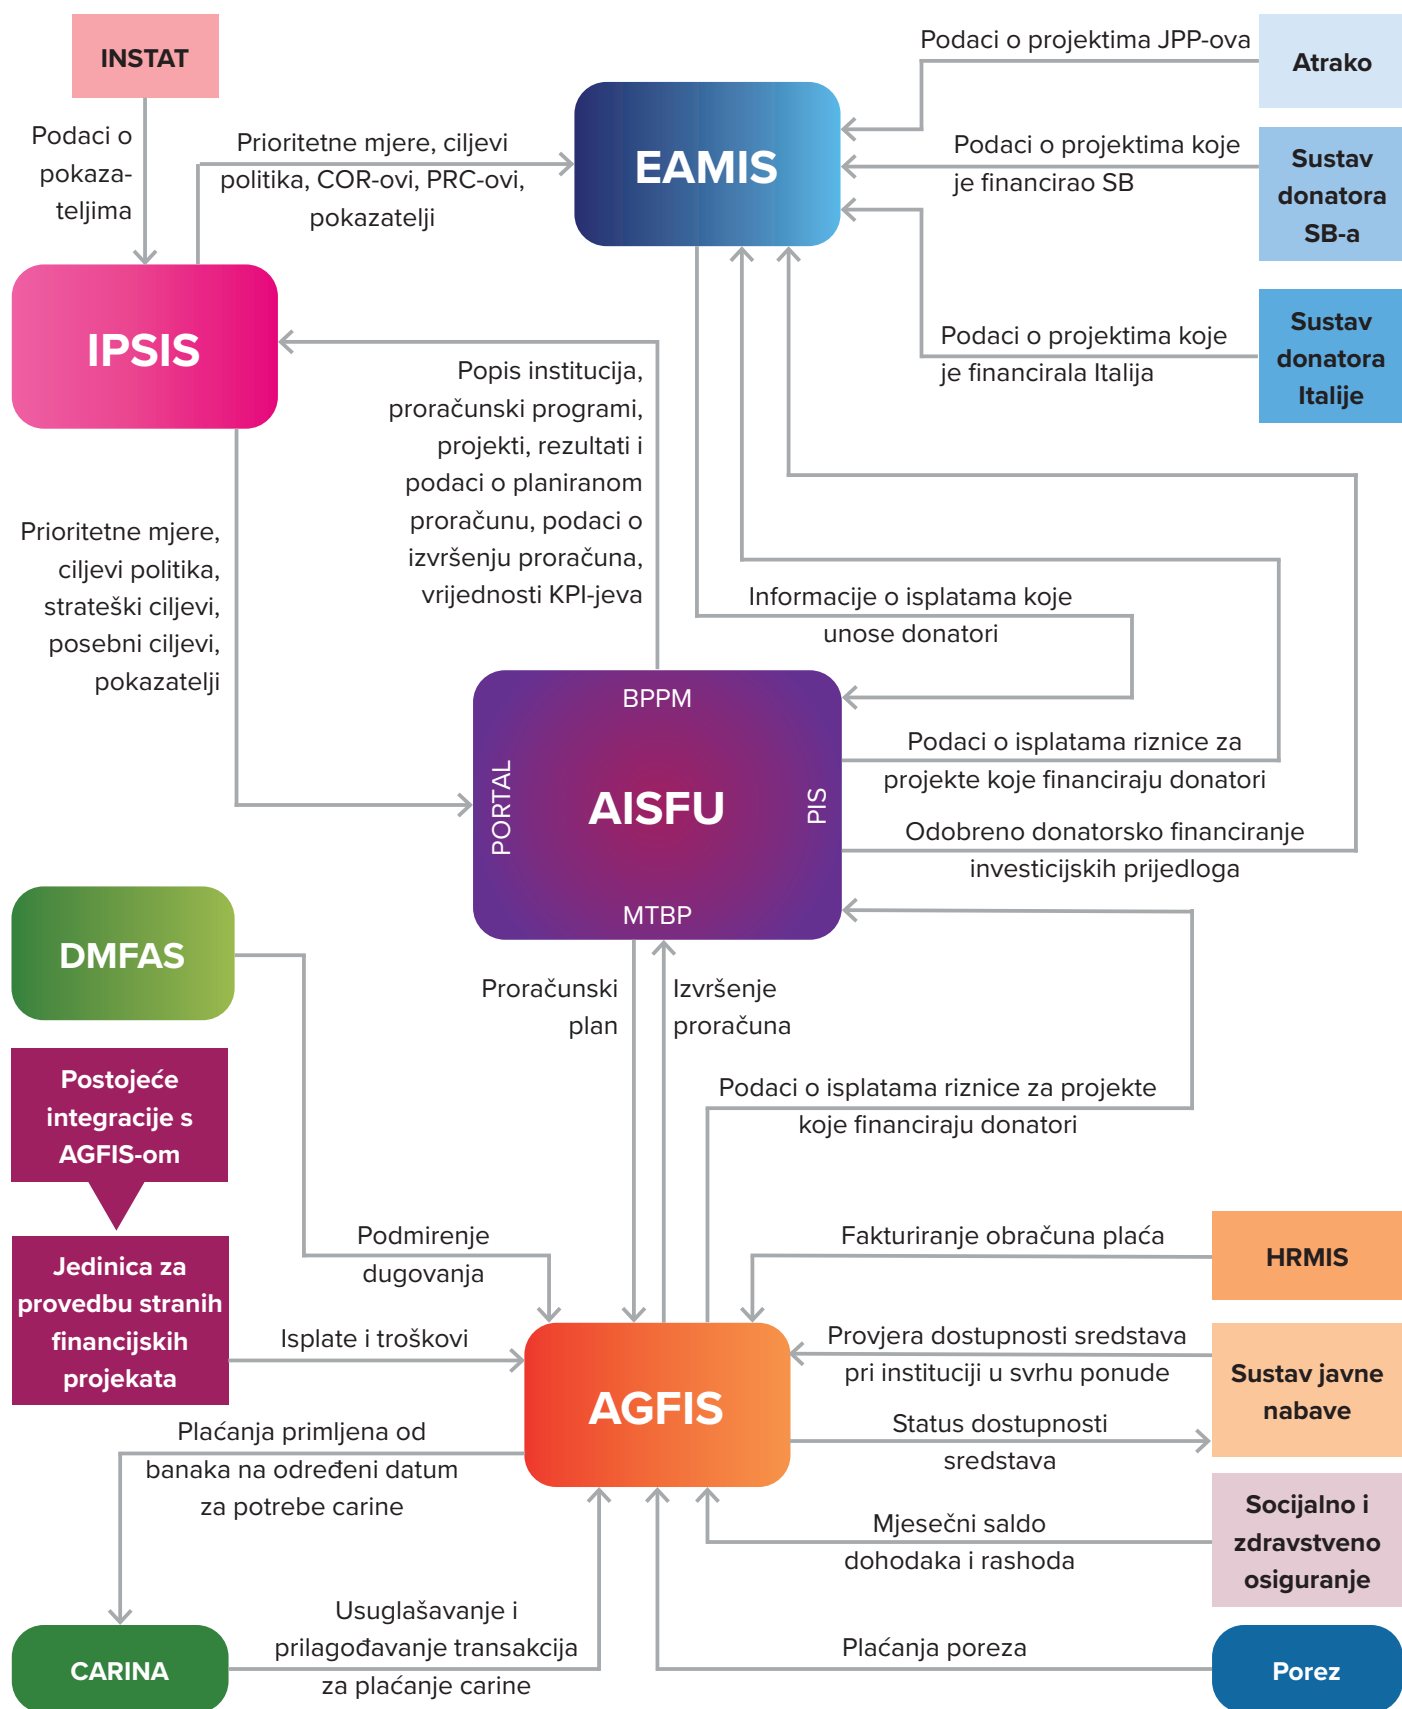 INSTAT
Podaci o
pokaza-
teljima
Prioritetne mjere, ciljevi
politika, COR-ovi, PRC-ovi,
pokazatelji
EAMIS
Podaci o projektima JPP-ova
Atrako
Podaci o projektima koje
je financirao SB
Sustav
donatora
SB-a
Podaci o projektima koje
je financirala Italija
Sustav
donatora
Italije
IPSIS
Popis institucija,
proračunski programi,
projekti, rezultati i
podaci o planiranom
proračunu, podaci o
izvršenju proračuna,
vrijednosti KPI-jeva
Prioritetne mjere,
ciljevi politika,
strateški ciljevi,
posebni ciljevi,
pokazatelji
Informacije o isplatama koje
unose donatori
BPPM
PORTAL
AISFU
PIS
MTBP
Podaci o isplatama riznice za
projekte koje financiraju donatori
Odobreno donatorsko financiranje
investicijskih prijedloga
DMFAS
Proračunski
plan
Izvršenje
proračuna
Postojeće
integracije s
AGFIS-om
Podaci o isplatama riznice za projekte
koje financiraju donatori
Podmirenje
dugovanja
Fakturiranje obračuna plaća
HRMIS
Jedinica za
provedbu stranih
financijskih
projekata
Isplate i troškovi
AGFIS
Provjera dostupnosti sredstava
pri instituciji u svrhu ponude
Status dostupnosti
sredstava
Sustav javne
nabave
Plaćanja primljena od
banaka na određeni datum
za potrebe carine
Mjesečni saldo
dohodaka i rashoda
Socijalno i
zdravstveno
osiguranje
CARINA
Usuglašavanje i
prilagođavanje transakcija
za plaćanje carine
Plaćanja poreza
Porez